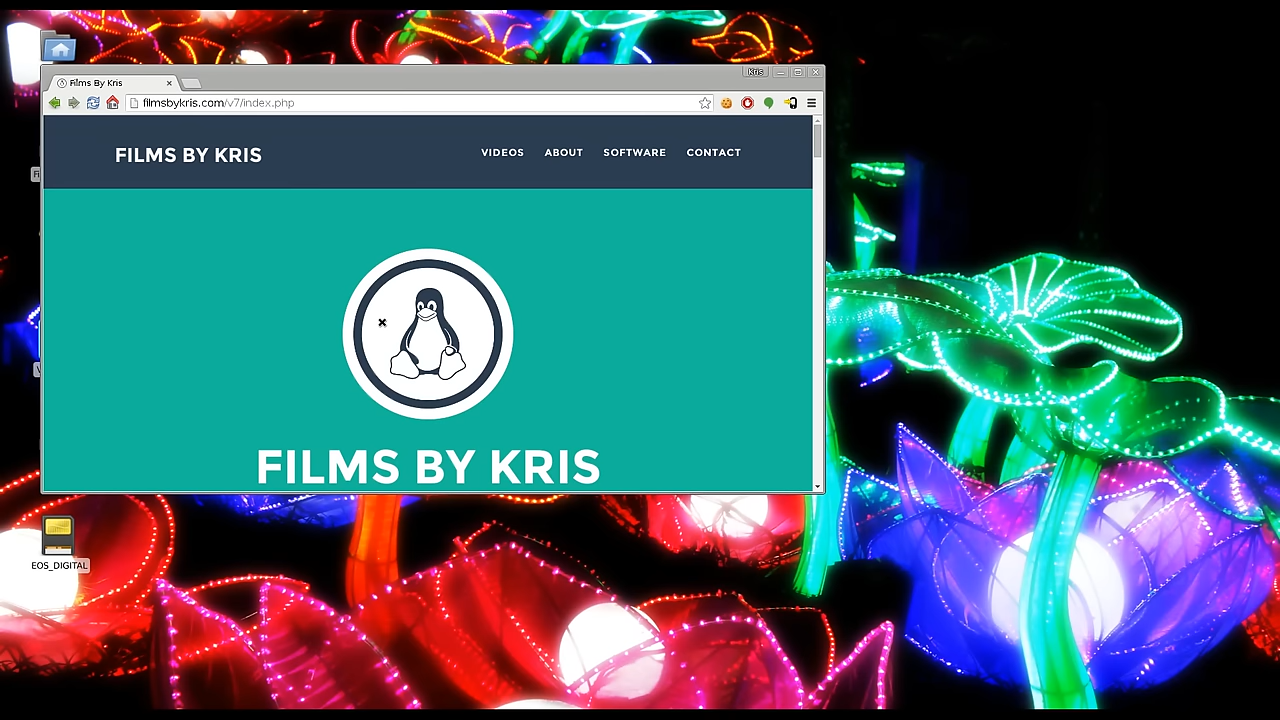 Kris
Films By Kris
filmsbykris.com/v7/index.php
FILMS BY KRIS
VIDEOS ABOUT SOFTWARE CONTACT
FILMS BY KRIS
EOS_DIGITAL